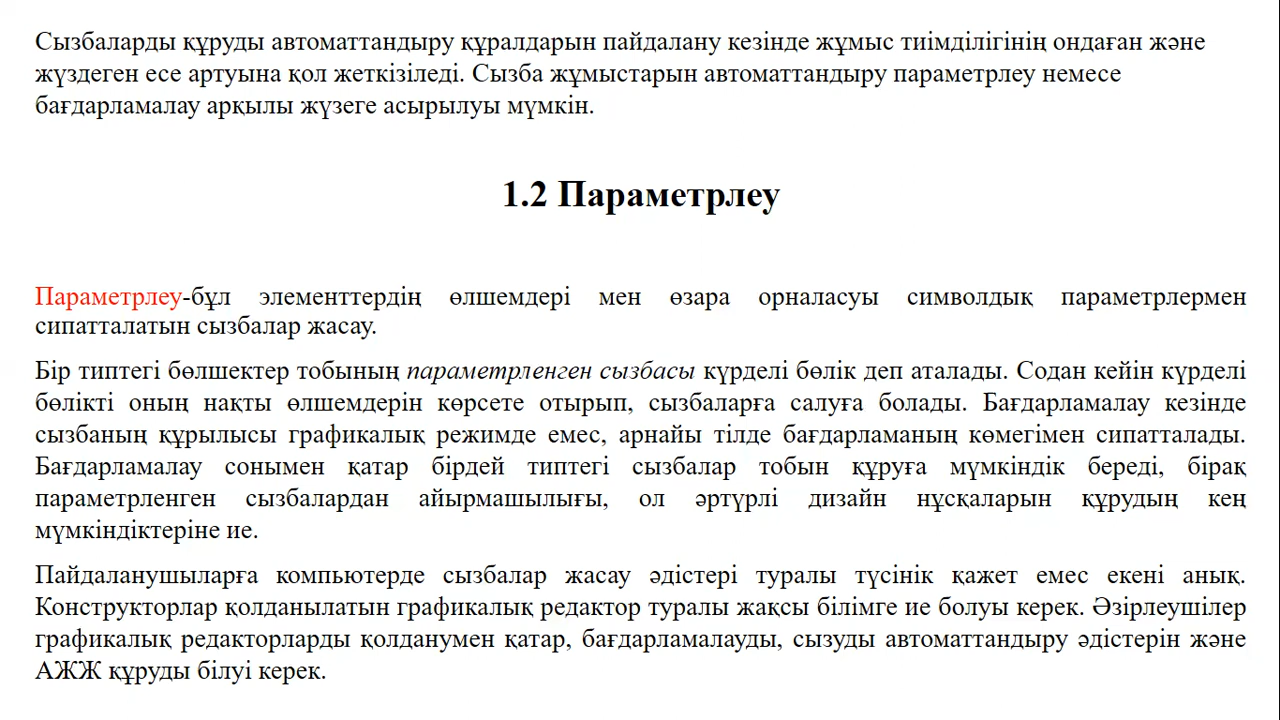 Сызбаларды құруды автоматтандыру құралдарын пайдалану кезінде жұмыс тиімділігінің ондаған және
жүздеген есе артуына қол жеткізіледі. Сызба жұмыстарын автоматтандыру параметрлеу немесе
бағдарламалау арқылы жүзеге асырылуы мүмкін.
1.2 Параметрлеу
Параметрлеу-бұл элементтердің өлшемдері мен өзара орналасуы символдық параметрлермен
сипатталатын сызбалар жасау.
Бір типтегі бөлшектер тобының параметрленген сызбасы күрделі бөлік деп аталады. Содан кейін күрделі
бөлікті оның нақты өлшемдерін көрсете отырып, сызбаларға салуға болады. Бағдарламалау кезінде
сызбаның құрылысы графикалық режимде емес, арнайы тілде бағдарламаның көмегімен сипатталады.
Бағдарламалау сонымен қатар бірдей типтегі сызбалар тобын құруға мүмкіндік береді, бірақ
параметрленген сызбалардан айырмашылығы, ол әртүрлі дизайн нұсқаларын құрудың кең
мүмкіндіктеріне ие.
Пайдаланушыларға компьютерде сызбалар жасау әдістері туралы түсінік қажет емес екені анық.
Конструкторлар қолданылатын графикалық редактор туралы жақсы білімге ие болуы керек. Әзірлеушілер
графикалық редакторларды қолданумен қатар, бағдарламалауды, сызуды автоматтандыру әдістерін және
АЖЖ құруды білуі керек.